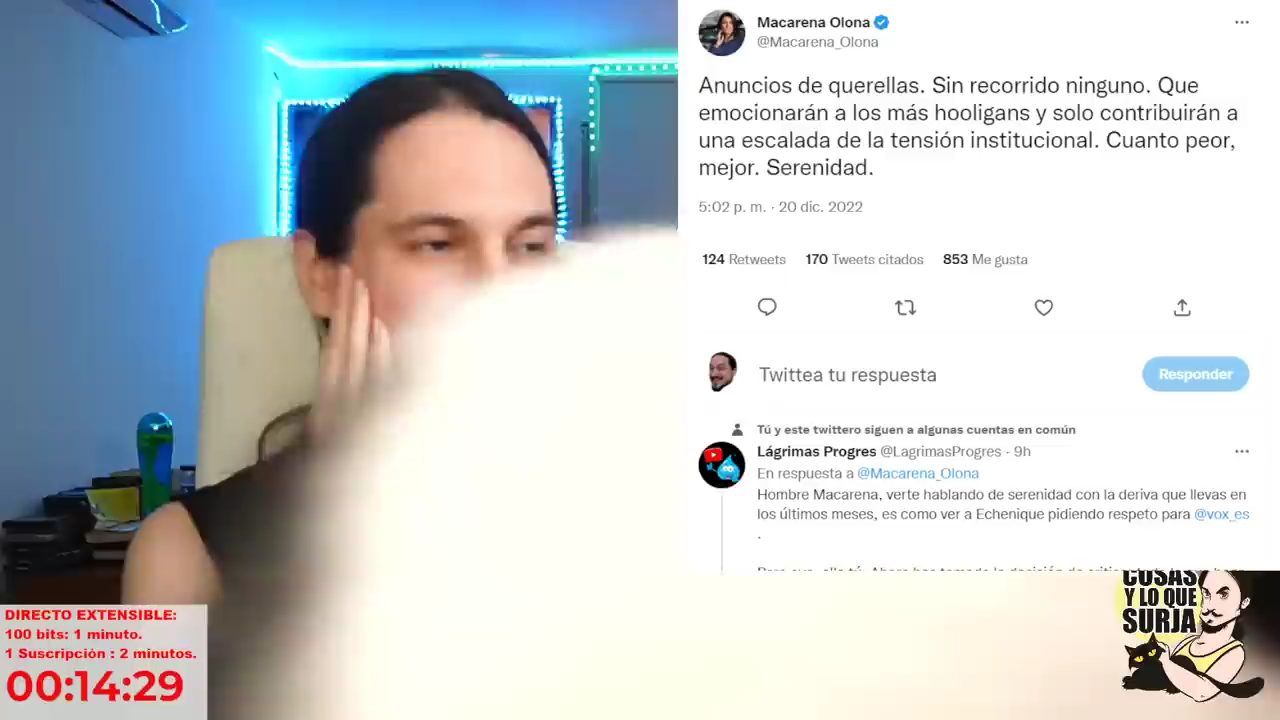 Macarena Olona
@Macarena_Olona
Anuncios de querellas. Sin recorrido ninguno. Que
emocionarán a los más hooligans y solo contribuirán a
una escalada de la tensión institucional. Cuanto peor,
mejor. Serenidad.
5:02 p. m. · 20 dic. 2022
124 Retweets 170 Tweets citados 853 Me gusta
Twittea tu respuesta
Responder
Tú y este twittero siguen a algunas cuentas en común
Lágrimas Progres @LagrimasProgres · 9h
En respuesta a @Macarena_Olona
Hombre Macarena, verte hablando de serenidad con la deriva que llevas en
los últimos meses, es como ver a Echenique pidiendo respeto para @vox_es
.
DIRECTO EXTENSIBLE:
100 bits: 1 minuto.
1 Suscripción : 2 minutos.
00:14:29
COSAS
Y LO QUE
SURJA